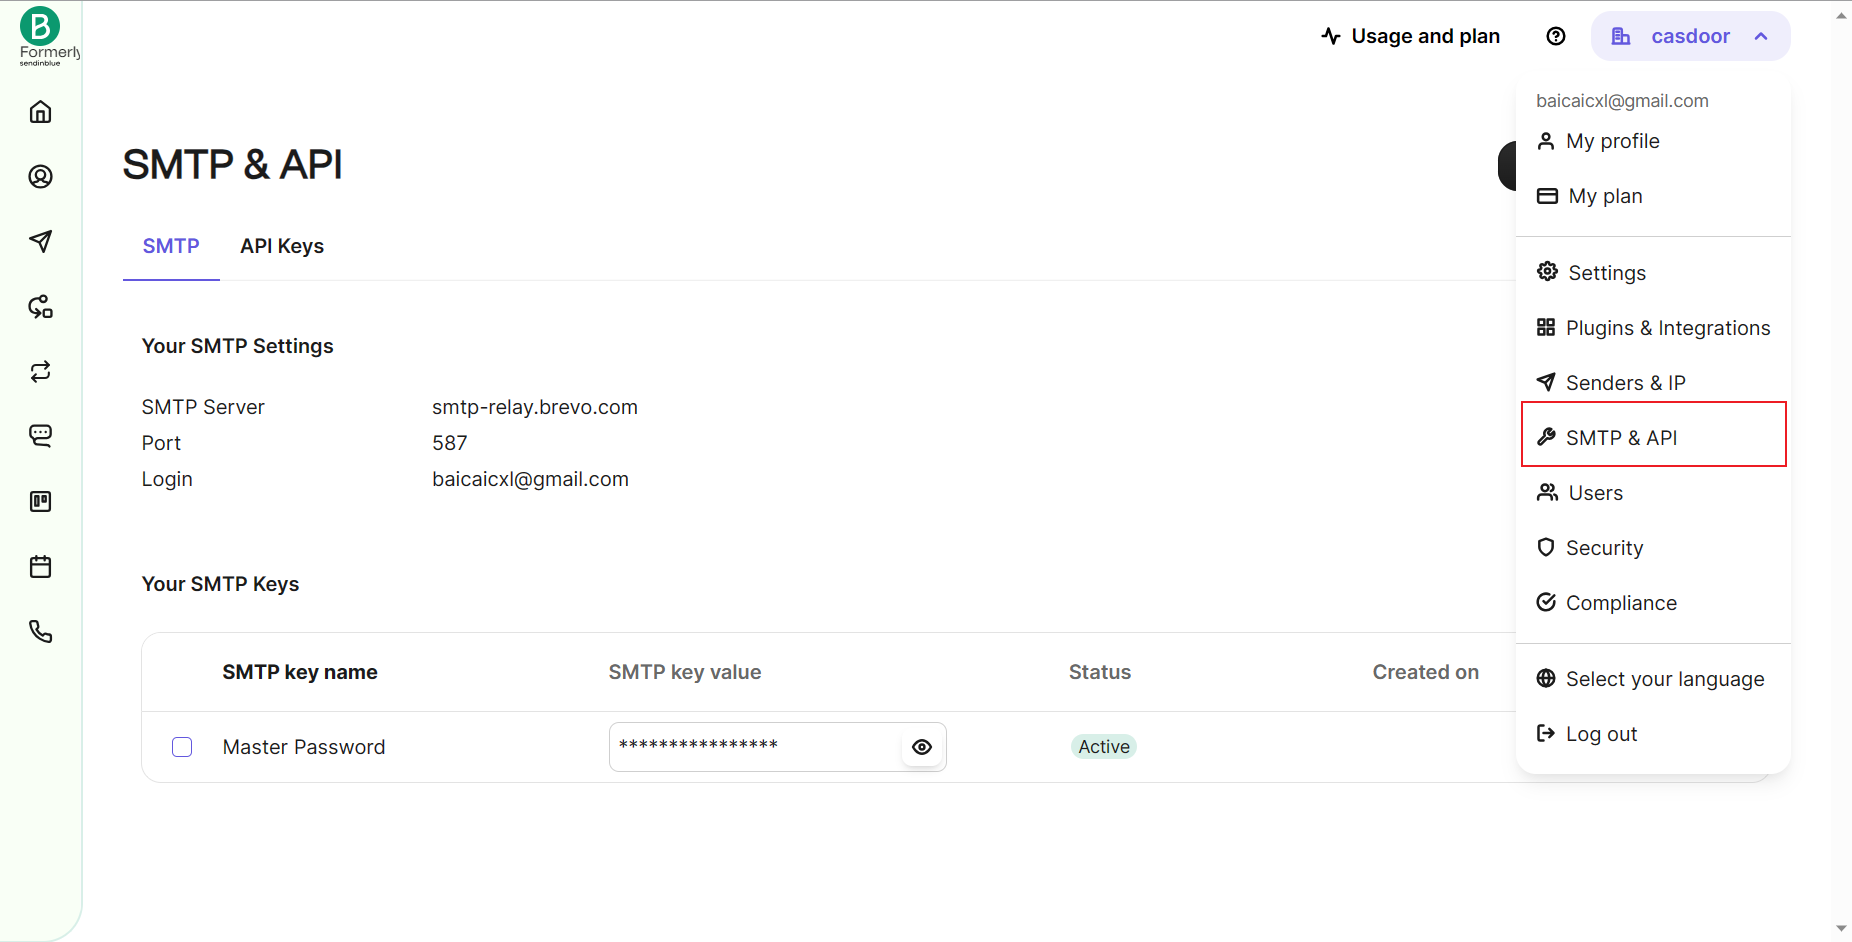 B
Formerly
sendinblue
Usage and plan
casdoor
baicaicxl@gmail.com
My profile
My plan
Settings
Plugins & Integrations
Senders & IP
SMTP & API
Users
Security
Compliance
Select your language
Log out
SMTP & API
SMTP API Keys
Your SMTP Settings
SMTP Server smtp-relay.brevo.com
Port 587
Login baicaicxl@gmail.com
Your SMTP Keys
SMTP key name SMTP key value Status Created on
Master Password **************** Active